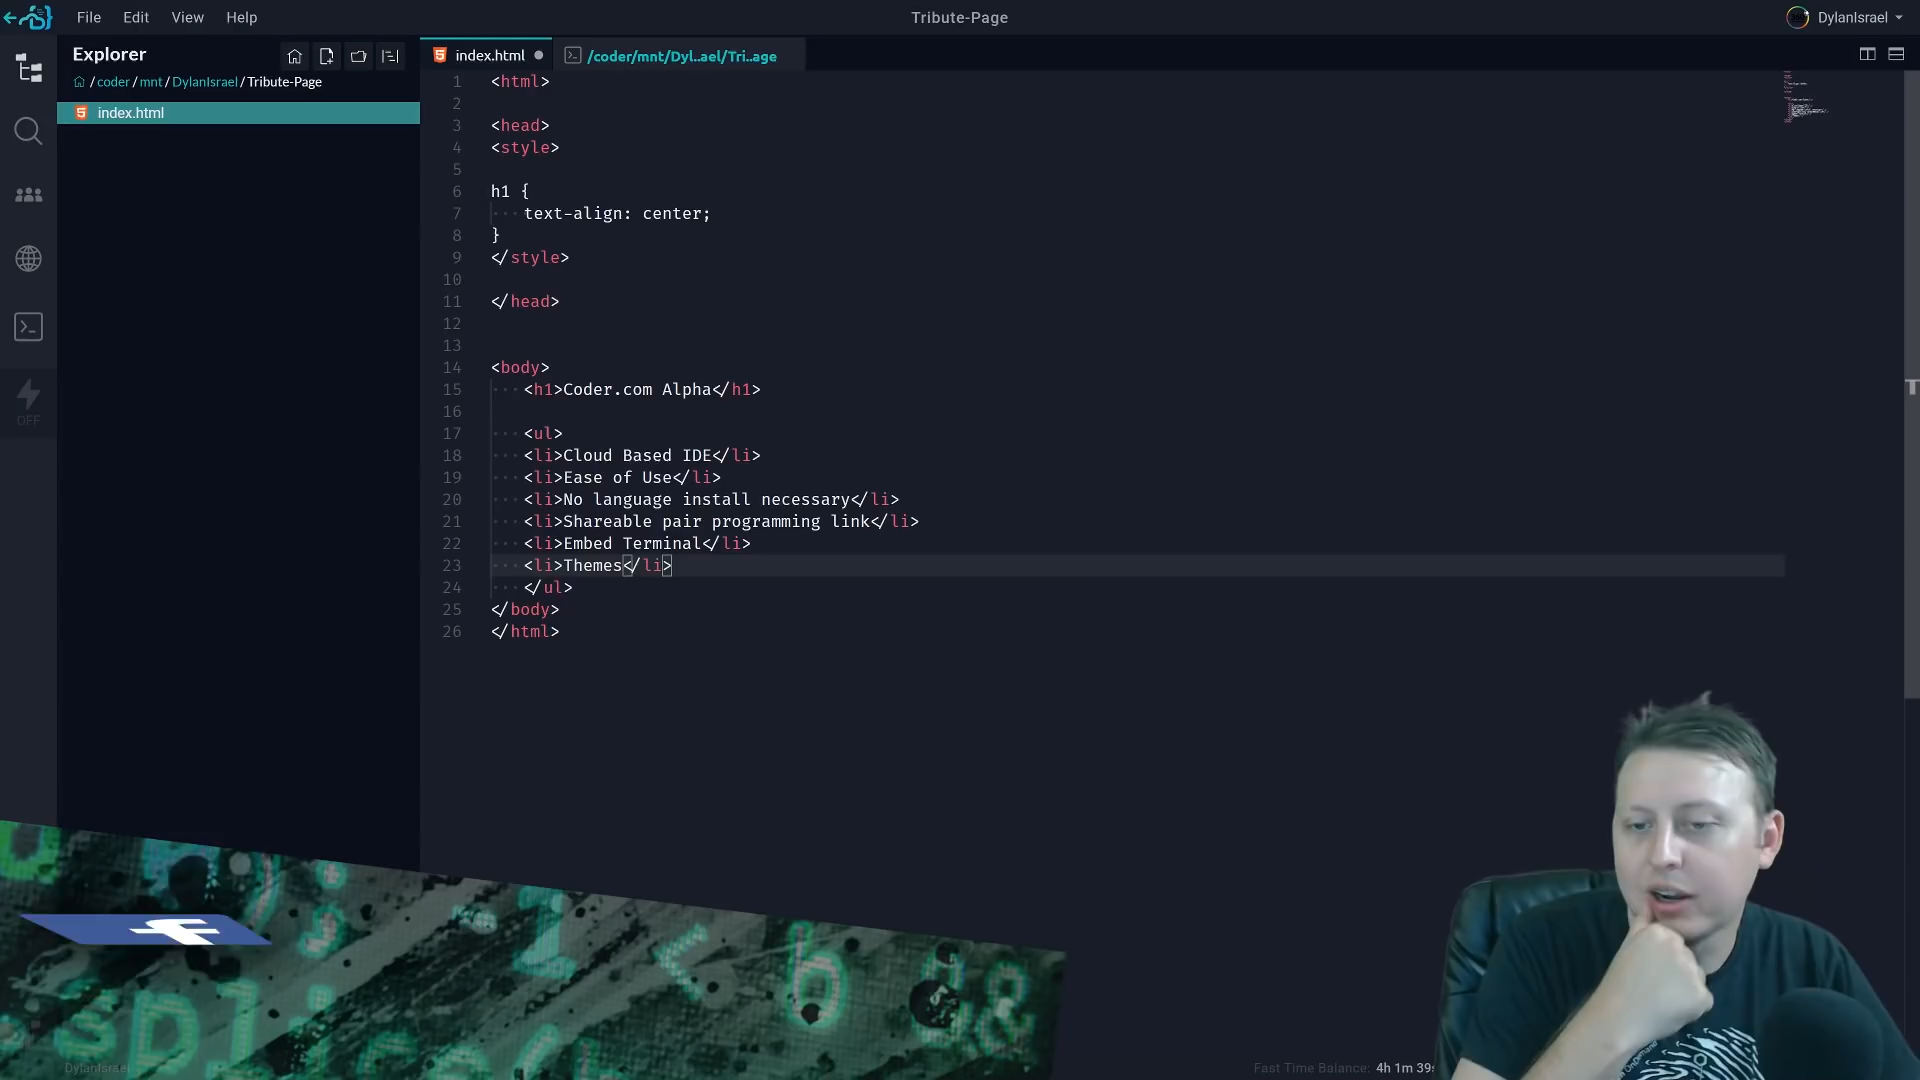 File Edit View Help
Tribute-Page
DylanIsrael
Explorer
/ coder / mnt / DylanIsrael / Tribute-Page
index.html
index.html
/coder/mnt/Dyl..ael/Tri..age
OFF
1 <html>
2
3 <head>
4 <style>
5
6 h1 {
7 text-align: center;
8 }
9 </style>
10
11 </head>
12
13
14 <body>
15 <h1>Coder.com Alpha</h1>
16
17 <ul>
18 <li>Cloud Based IDE</li>
19 <li>Ease of Use</li>
20 <li>No language install necessary</li>
21 <li>Shareable pair programming link</li>
22 <li>Embed Terminal</li>
23 <li>Themes</li>
24 </ul>
25 </body>
26 </html>
DylanIsrael
Fast Time Balance: 4h 1m 39s